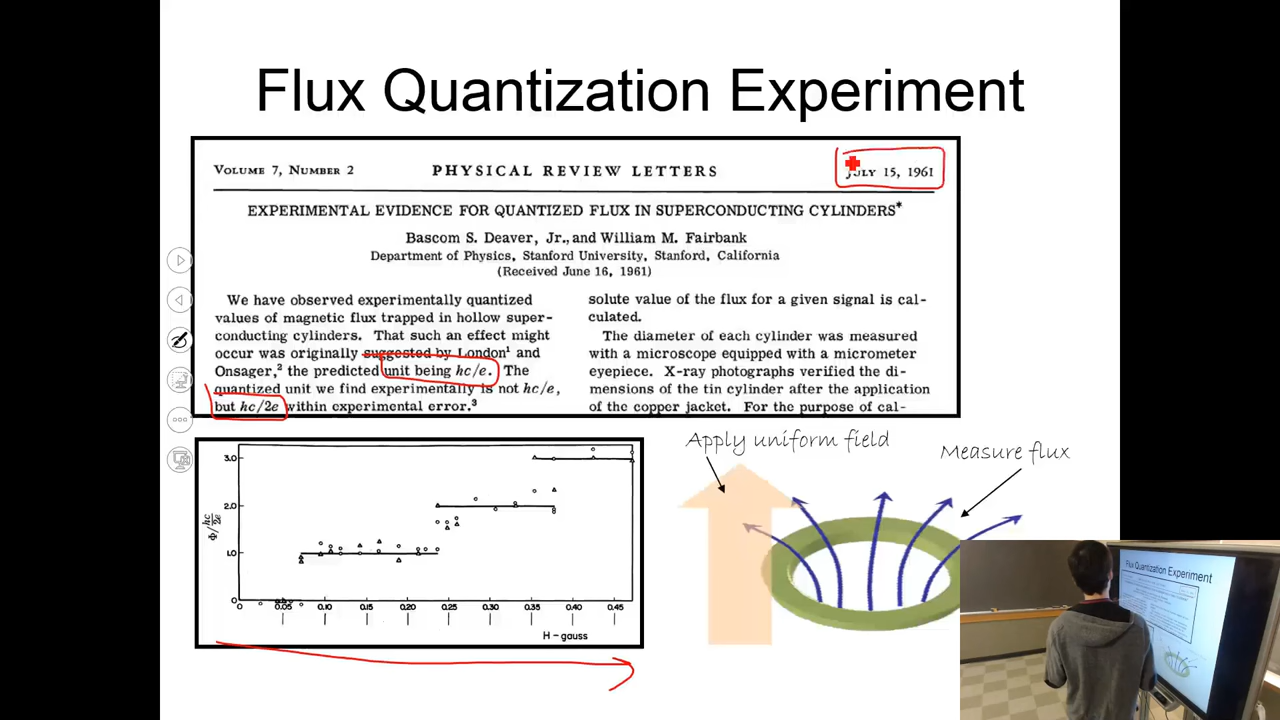 Flux Quantization Experiment
VOLUME 7, NUMBER 2 PHYSICAL REVIEW LETTERS JULY 15, 1961
EXPERIMENTAL EVIDENCE FOR QUANTIZED FLUX IN SUPERCONDUCTING CYLINDERS*
Bascom S. Deaver, Jr., and William M. Fairbank
Department of Physics, Stanford University, Stanford, California
(Received June 16, 1961)
We have observed experimentally quantized
values of magnetic flux trapped in hollow super-
conducting cylinders. That such an effect might
occur was originally suggested by London¹ and
Onsager,² the predicted unit being hc/e. The
quantized unit we find experimentally is not hc/e,
but hc/2e within experimental error.³
solute value of the flux for a given signal is cal-
culated.
The diameter of each cylinder was measured
with a microscope equipped with a micrometer
eyepiece. X-ray photographs verified the di-
mensions of the tin cylinder after the application
of the copper jacket. For the purpose of cal-
3.0
2.0
1.0
0
Φ/hc/2e
0 0.05 0.10 0.15 0.20 0.25 0.30 0.35 0.40 0.45
H – gauss
Apply uniform field
Measure flux
Flux Quantization Experiment